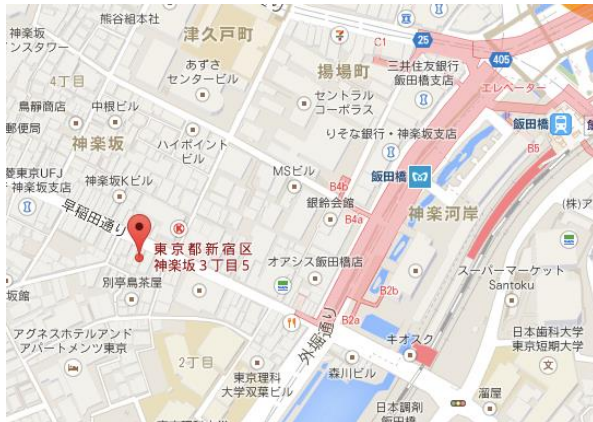 熊谷組本社
神楽坂
インスタワー
津久戸町
あずさ
センタービル
揚場町
C1
25
405
三井住友銀行
飯田橋支店
エレベーター
4丁目
鳥静商店
中根ビル
郵便局
神楽坂
セントラル
コーポラス
りそな銀行・神楽坂支店
飯田橋
B5
ハイポイント
ビル
菱東京UFJ
神楽坂支店
神楽坂Kビル
MSビル
B4b
飯田橋
銀鈴会館
B4a
神楽河岸
(株)ア
早稲田通り
東京都新宿区
神楽坂3丁目5
オアシス飯田橋店
スーパーマーケット
Santoku
別亭鳥茶屋
坂館
B2b
B2a
アグネスホテルアンド
アパートメンツ東京
2丁目
外堀通り
キオスク
日本歯科大学
東京短期大学
文
東京理科
大学双葉ビル
森川ビル
溜屋
日本調剤
飯田橋